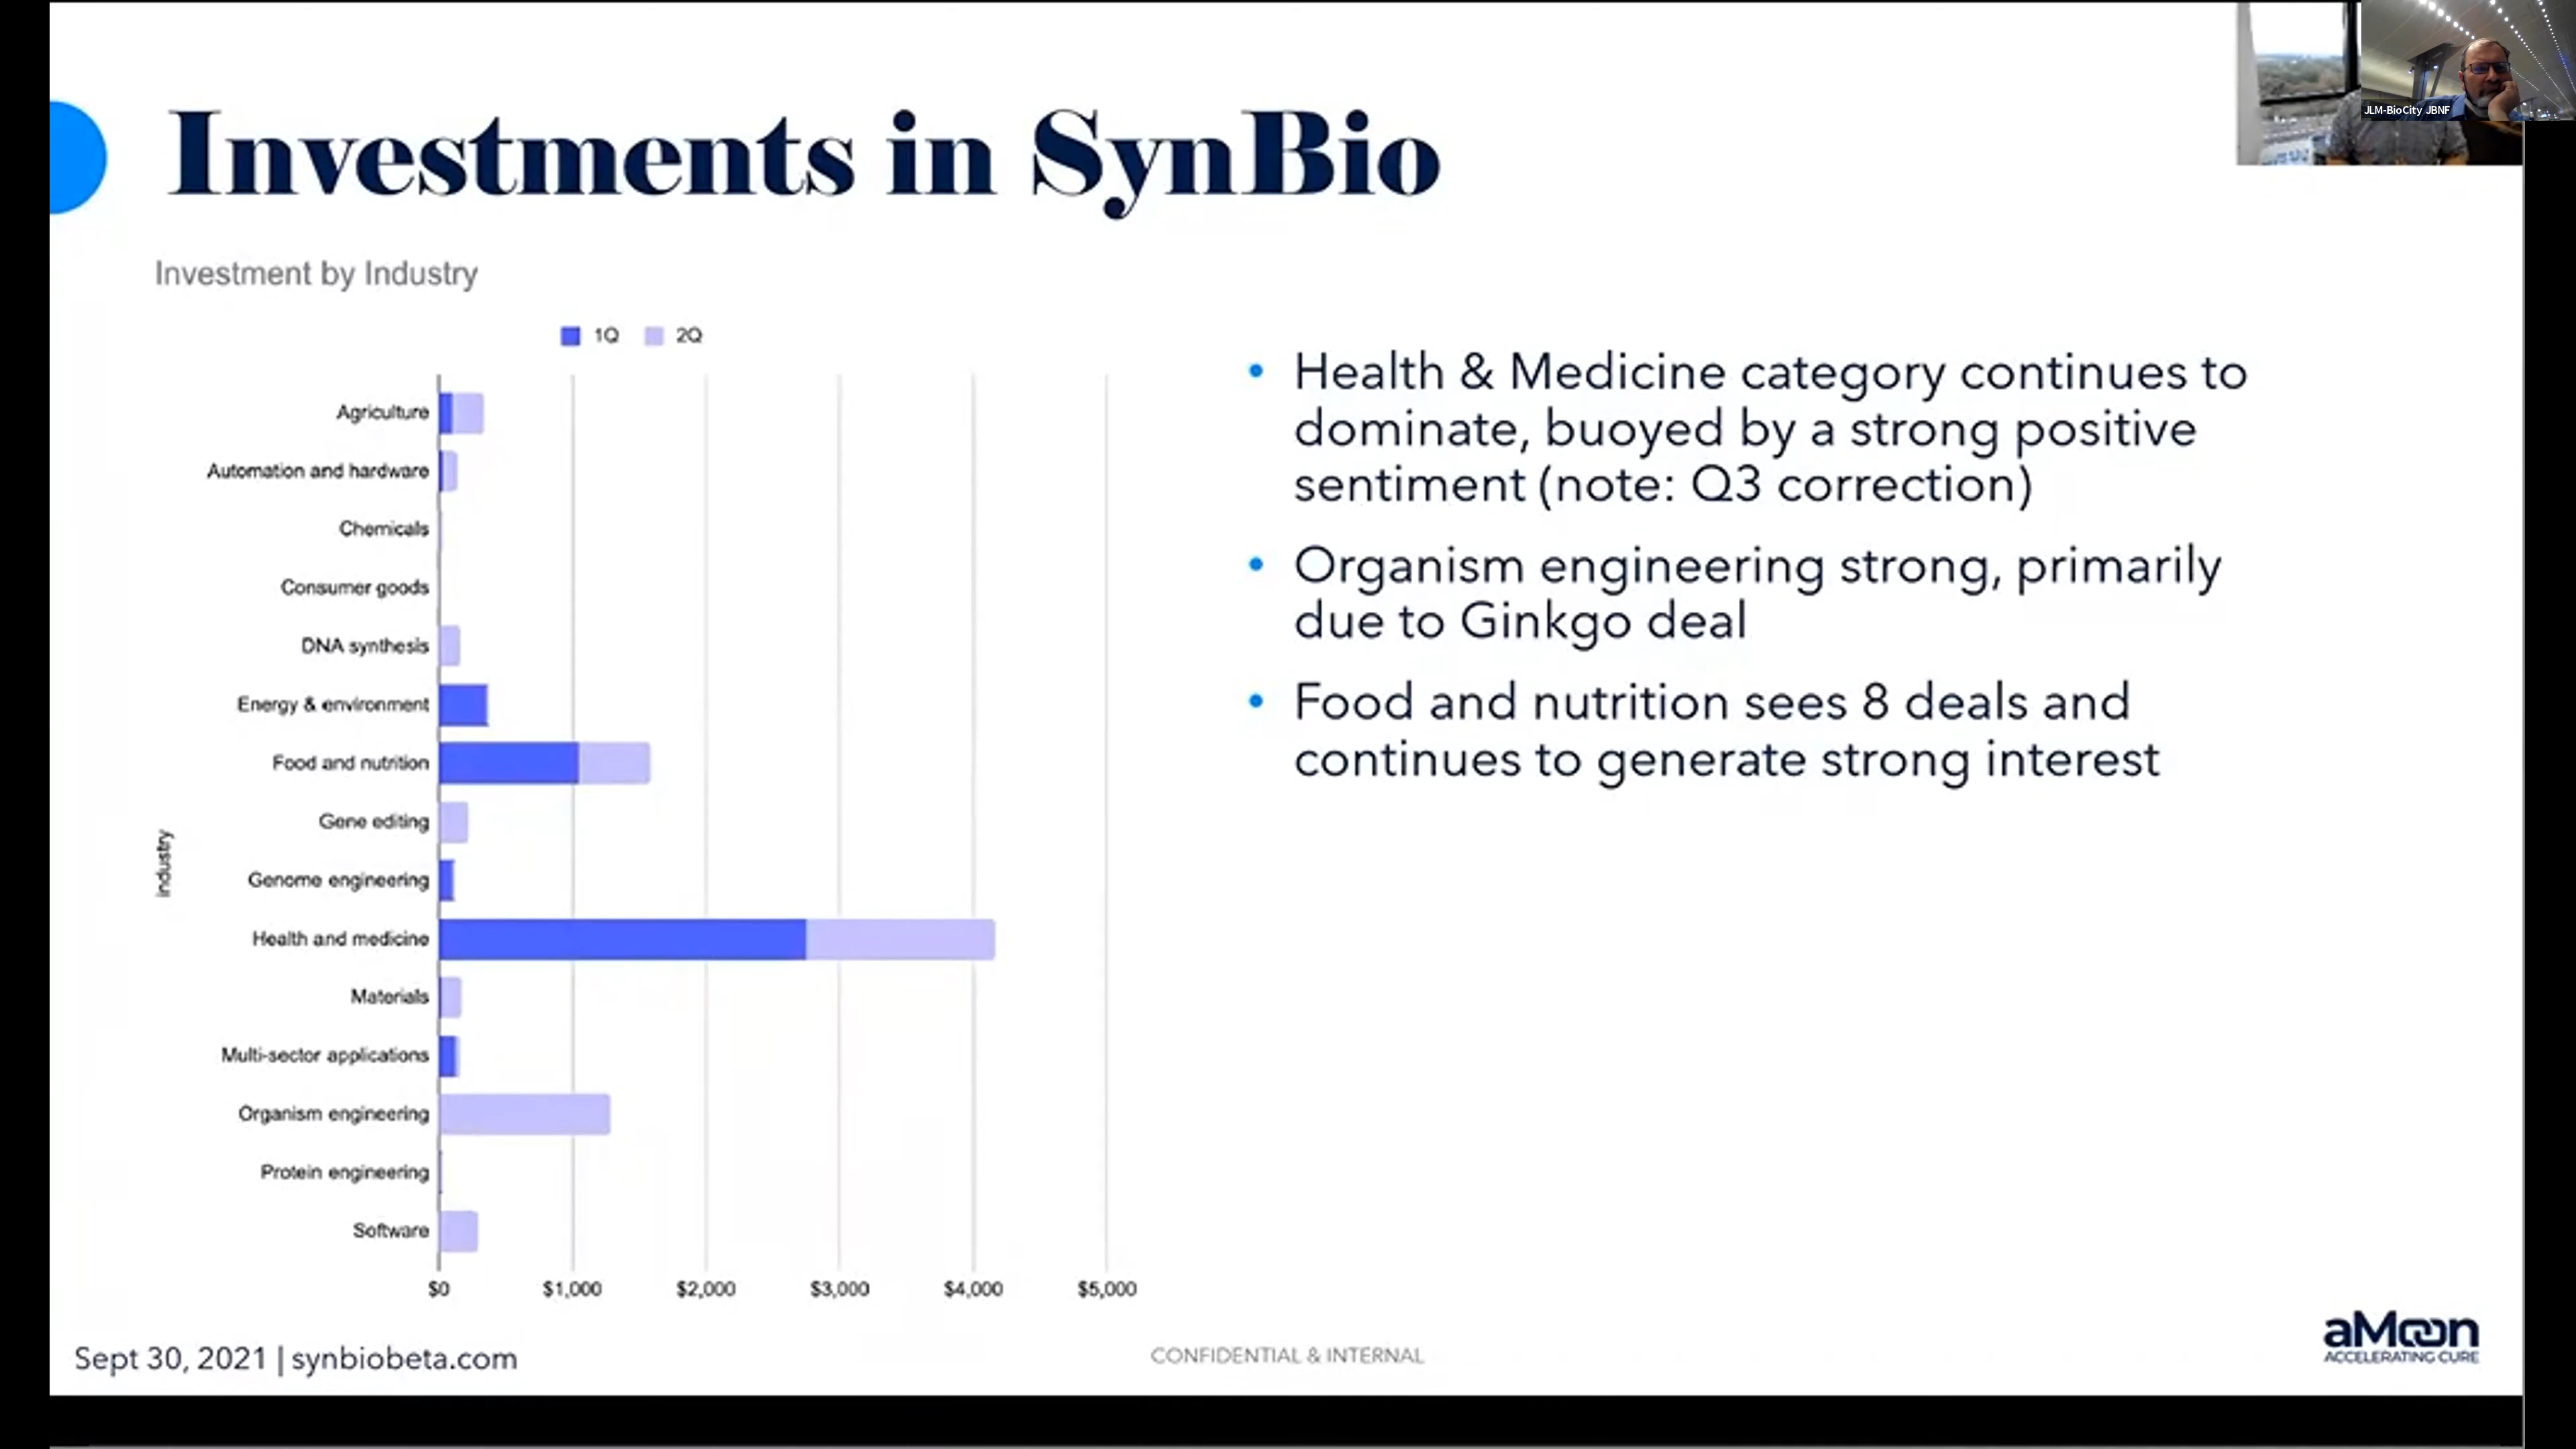 JLM-BioCity JBNF
Investments in SynBio
Investment by Industry
1Q 2Q
Agriculture
Automation and hardware
Chemicals
Consumer goods
DNA synthesis
Energy & environment
Food and nutrition
Gene editing
Genome engineering
Health and medicine
Materials
Multi-sector applications
Organism engineering
Protein engineering
Software
industry
$0 $1,000 $2,000 $3,000 $4,000 $5,000
• Health & Medicine category continues to
dominate, buoyed by a strong positive
sentiment (note: Q3 correction)
• Organism engineering strong, primarily
due to Ginkgo deal
• Food and nutrition sees 8 deals and
continues to generate strong interest
Sept 30, 2021 | synbiobeta.com
CONFIDENTIAL & INTERNAL
aMoon
ACCELERATING CURE